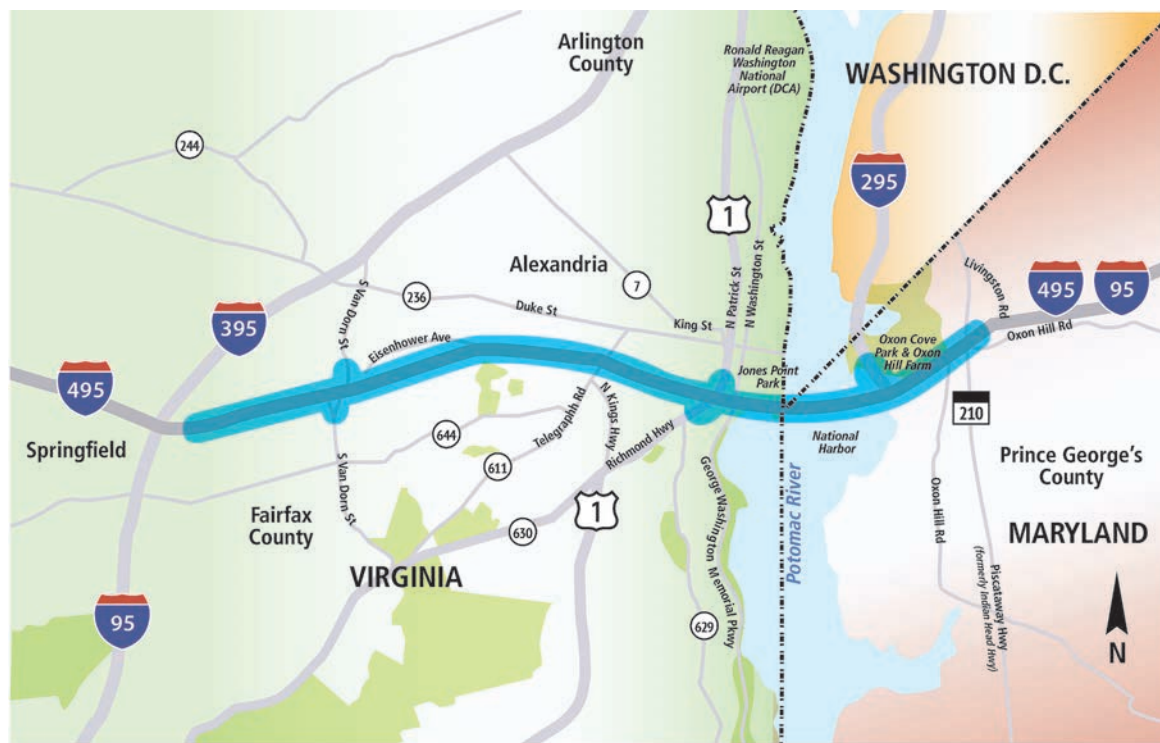 Arlington
County
Ronald Reagan
Washington
National
Airport (DCA)
WASHINGTON D.C.
244
295
1
Alexandria
S Van Dorn St
236
Duke St
7
King St
N Patrick St
N Washington St
Livingston Rd
495
95
Oxon Hill Rd
395
Eisenhower Ave
Oxon Cove
Park & Oxon
Hill Farm
Jones Point
Park
495
Springfield
644
Telegraphh Rd
N Kings Hwy
Richmond Hwy
National
Harbor
210
Prince George's
County
S Van Dorn St
611
George Washington Memorial Pkwy
Potomac River
Oxon Hill Rd
Fairfax
County
630
1
MARYLAND
VIRGINIA
Piscataway Hwy
(formerly Indian Head Hwy)
95
629
N